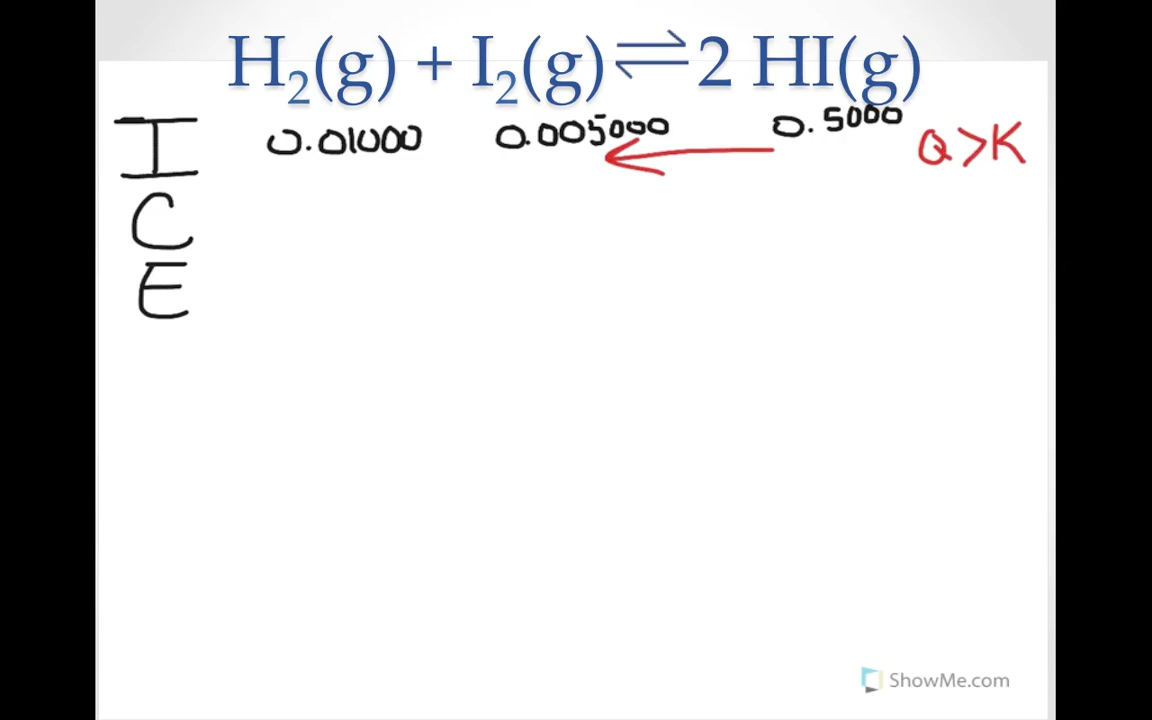 H₂(g) + I₂(g)⇌2 HI(g)
I 0.01000 0.005000 0.5000 Q>K
C
E
ShowMe.com